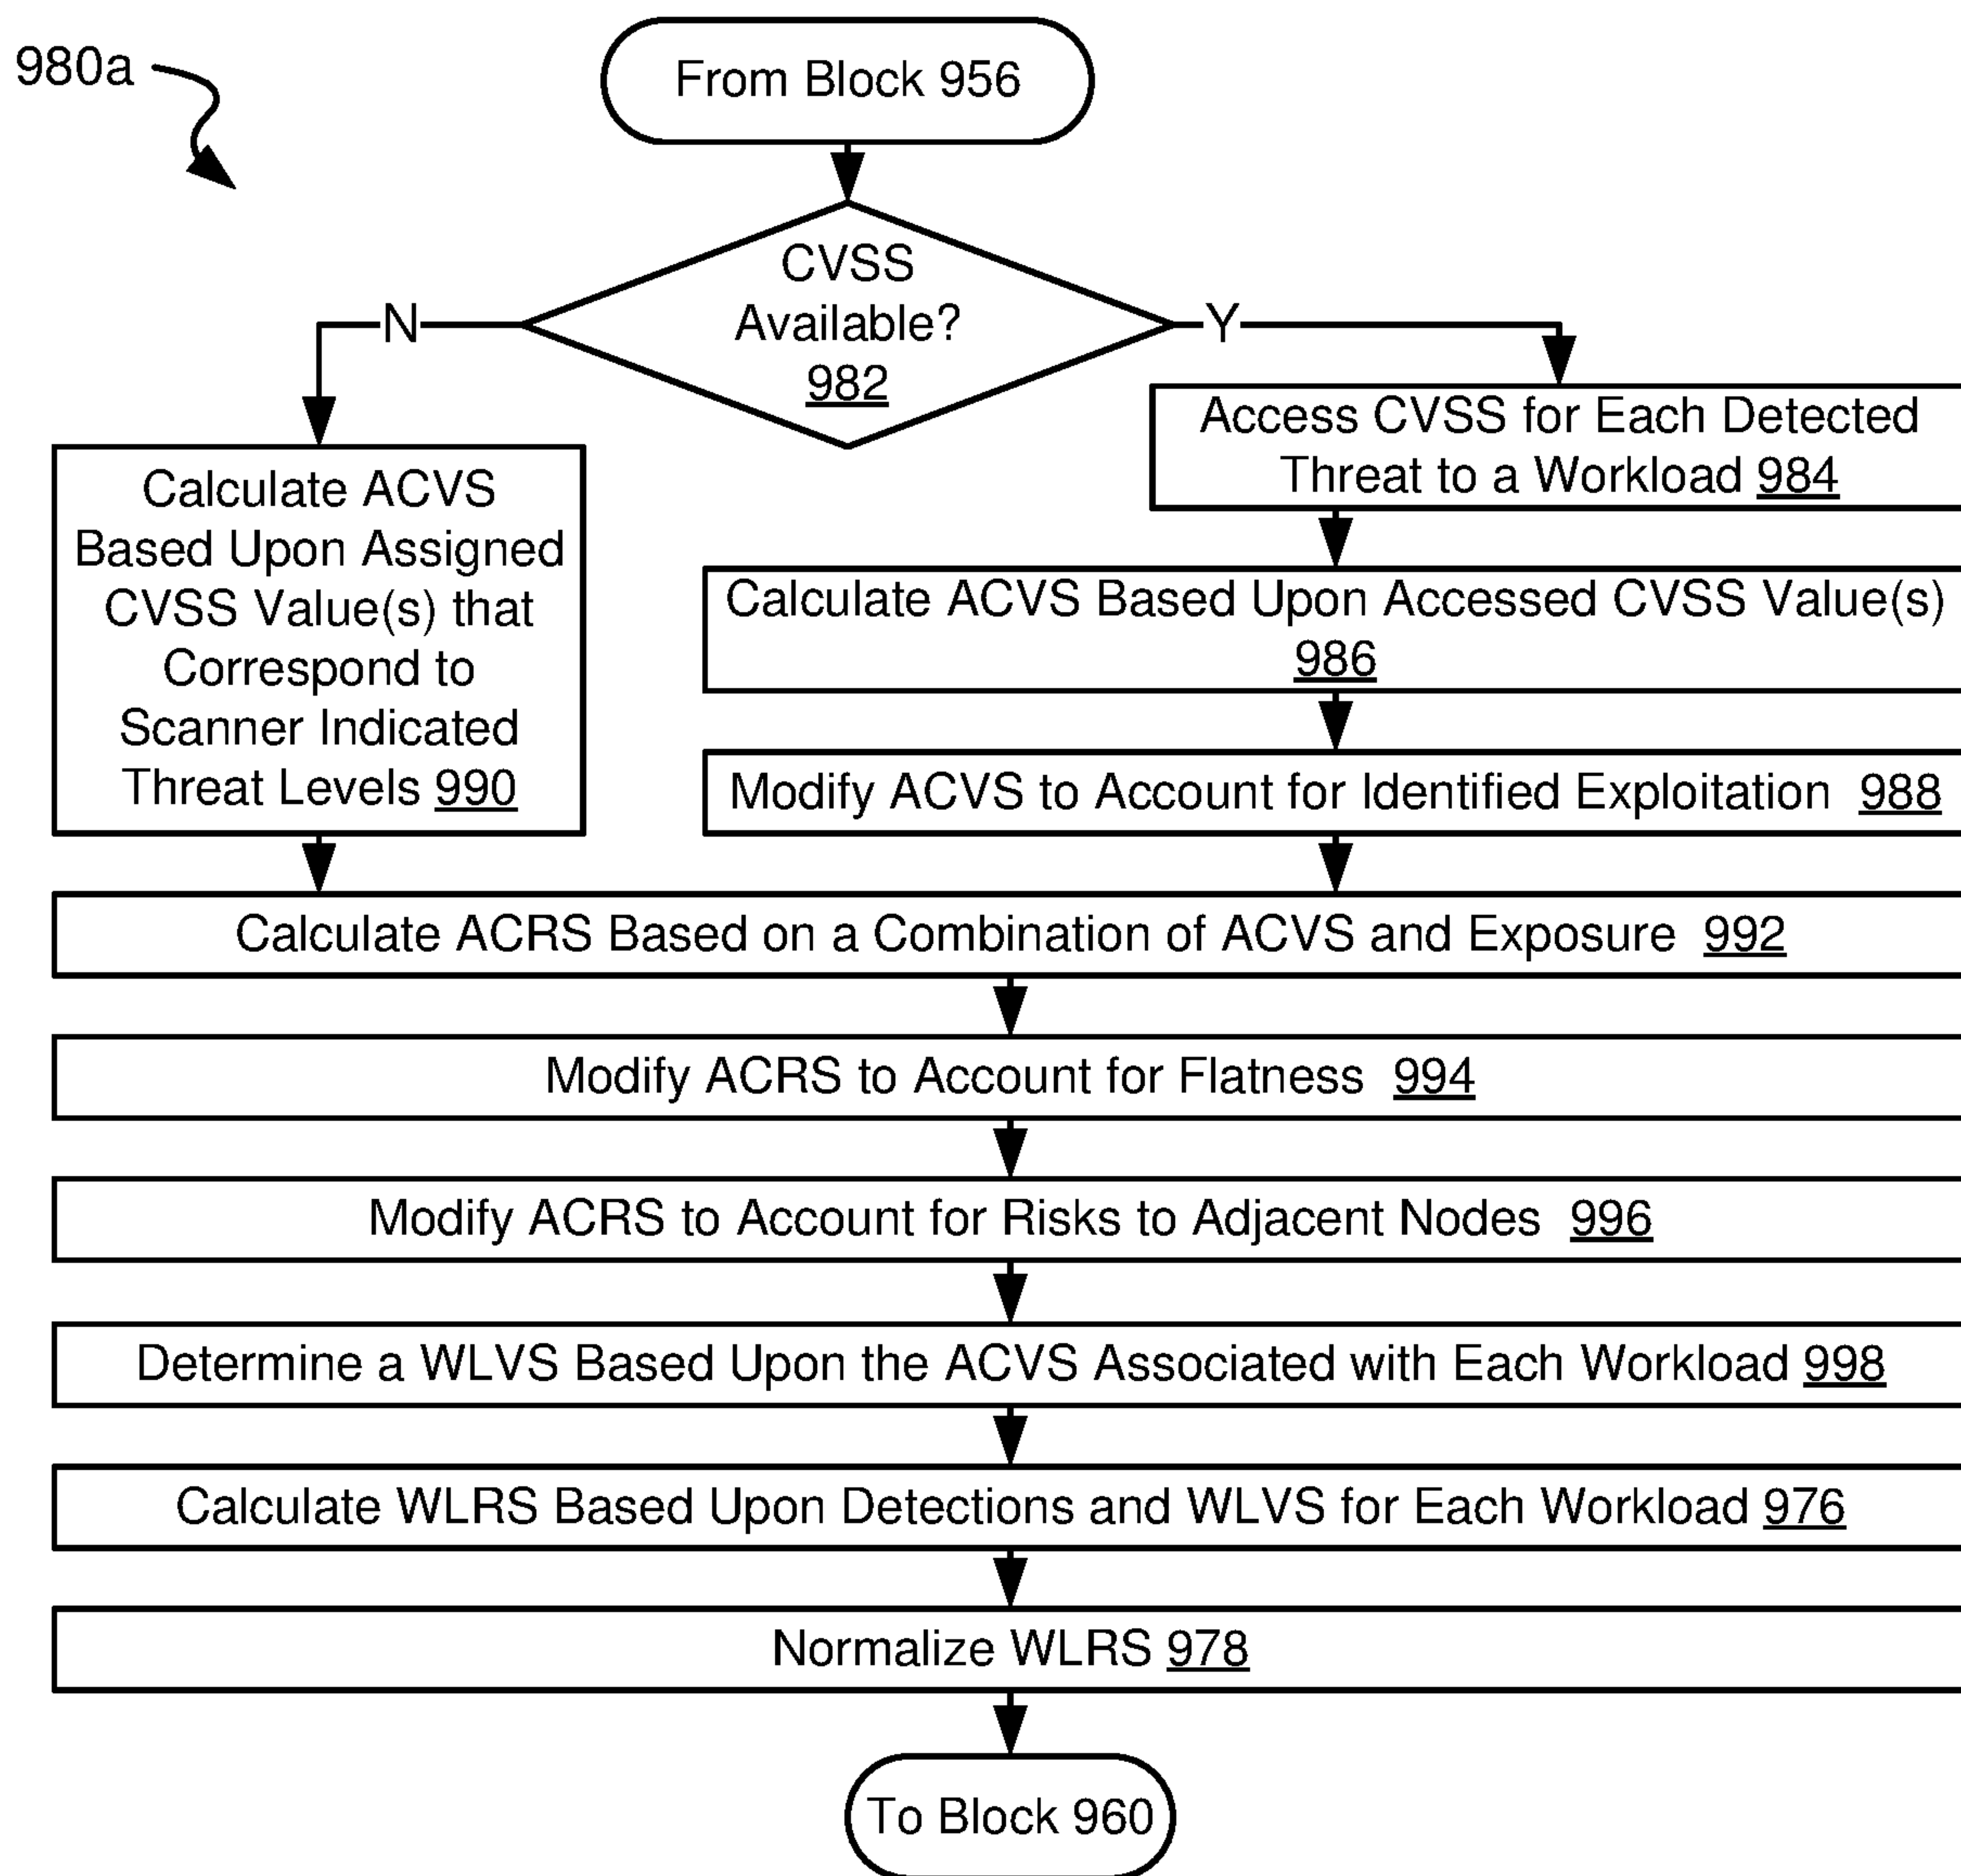 980a
From Block 956
CVSS
Available?
982
N
Y
Access CVSS for Each Detected
Threat to a Workload 984
Calculate ACVS
Based Upon Assigned
CVSS Value(s) that
Correspond to
Scanner Indicated
Threat Levels 990
Calculate ACVS Based Upon Accessed CVSS Value(s)
986
Modify ACVS to Account for Identified Exploitation 988
Calculate ACRS Based on a Combination of ACVS and Exposure 992
Modify ACRS to Account for Flatness 994
Modify ACRS to Account for Risks to Adjacent Nodes 996
Determine a WLVS Based Upon the ACVS Associated with Each Workload 998
Calculate WLRS Based Upon Detections and WLVS for Each Workload 976
Normalize WLRS 978
To Block 960